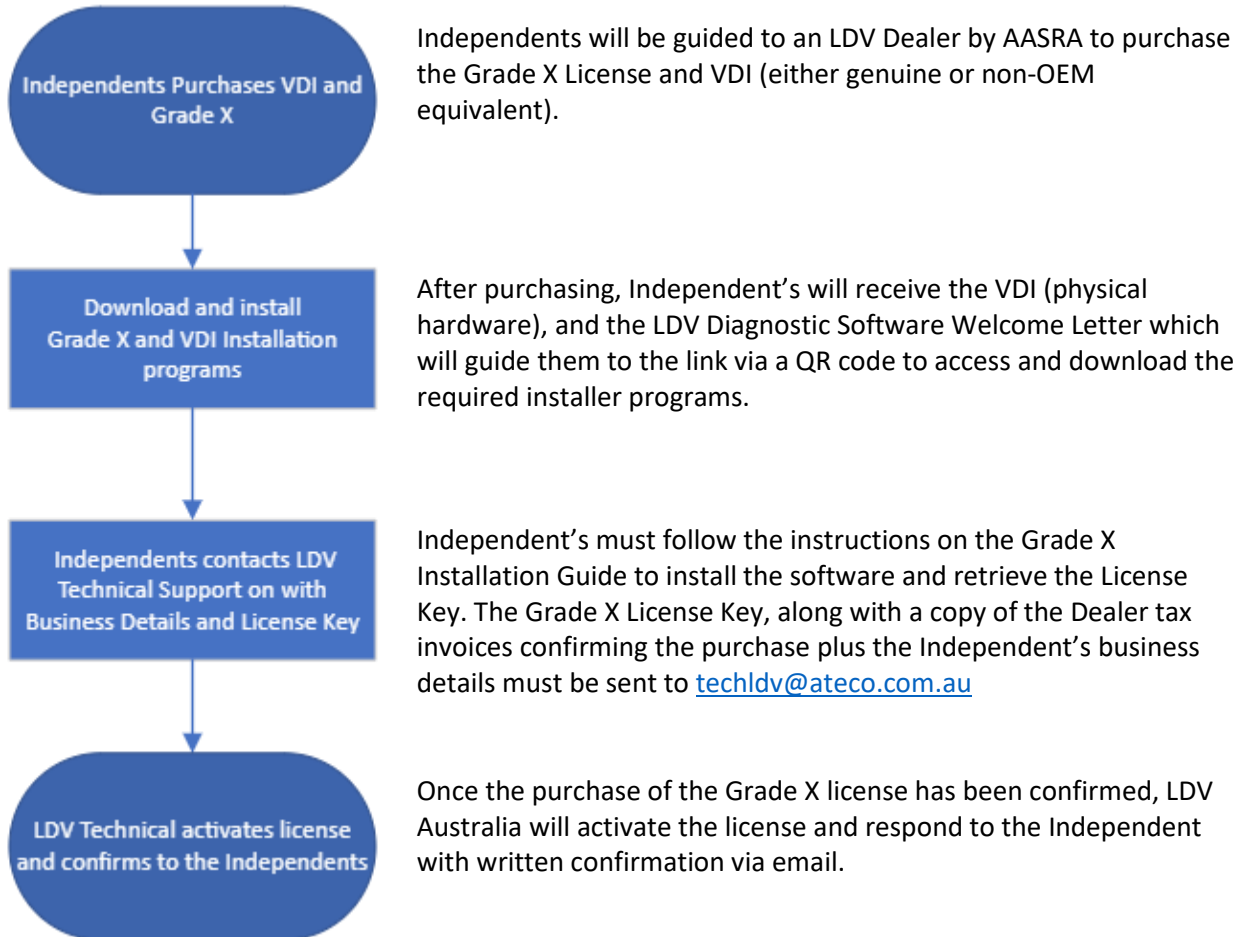 Independents Purchases VDI and
Grade X
Independents will be guided to an LDV Dealer by AASRA to purchase
the Grade X License and VDI (either genuine or non-OEM
equivalent).
Download and install
Grade X and VDI Installation
programs
After purchasing, Independent’s will receive the VDI (physical
hardware), and the LDV Diagnostic Software Welcome Letter which
will guide them to the link via a QR code to access and download the
required installer programs.
Independents contacts LDV
Technical Support on with
Business Details and License Key
Independent’s must follow the instructions on the Grade X
Installation Guide to install the software and retrieve the License
Key. The Grade X License Key, along with a copy of the Dealer tax
invoices confirming the purchase plus the Independent’s business
details must be sent to techldv@ateco.com.au
LDV Technical activates license
and confirms to the Independents
Once the purchase of the Grade X license has been confirmed, LDV
Australia will activate the license and respond to the Independent
with written confirmation via email.